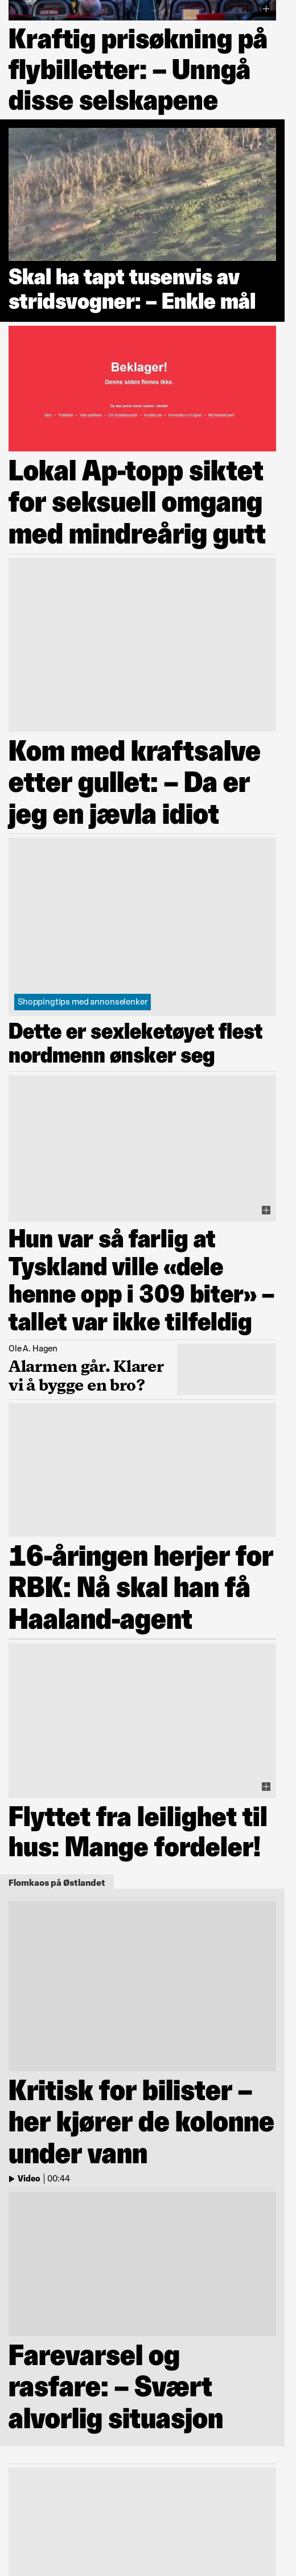 Kraftig prisøkning på
flybilletter: – Unngå
disse selskapene
Skal ha tapt tusenvis av
stridsvogner: – Enkle mål
Beklager!
Denne siden finnes ikke.
Lokal Ap-topp siktet
for seksuell omgang
med mindreårig gutt
Kom med kraftsalve
etter gullet: – Da er
jeg en jævla idiot
Shoppingtips med annonselenker
Dette er sexleketøyet flest
nordmenn ønsker seg
Hun var så farlig at
Tyskland ville «dele
henne opp i 309 biter» –
tallet var ikke tilfeldig
Ole A. Hagen
Alarmen går. Klarer
vi å bygge en bro?
16-åringen herjer for
RBK: Nå skal han få
Haaland-agent
Flyttet fra leilighet til
hus: Mange fordeler!
Flomkaos på Østlandet
Kritisk for bilister –
her kjører de kolonne
under vann
Video | 00:44
Farevarsel og
rasfare: – Svært
alvorlig situasjon